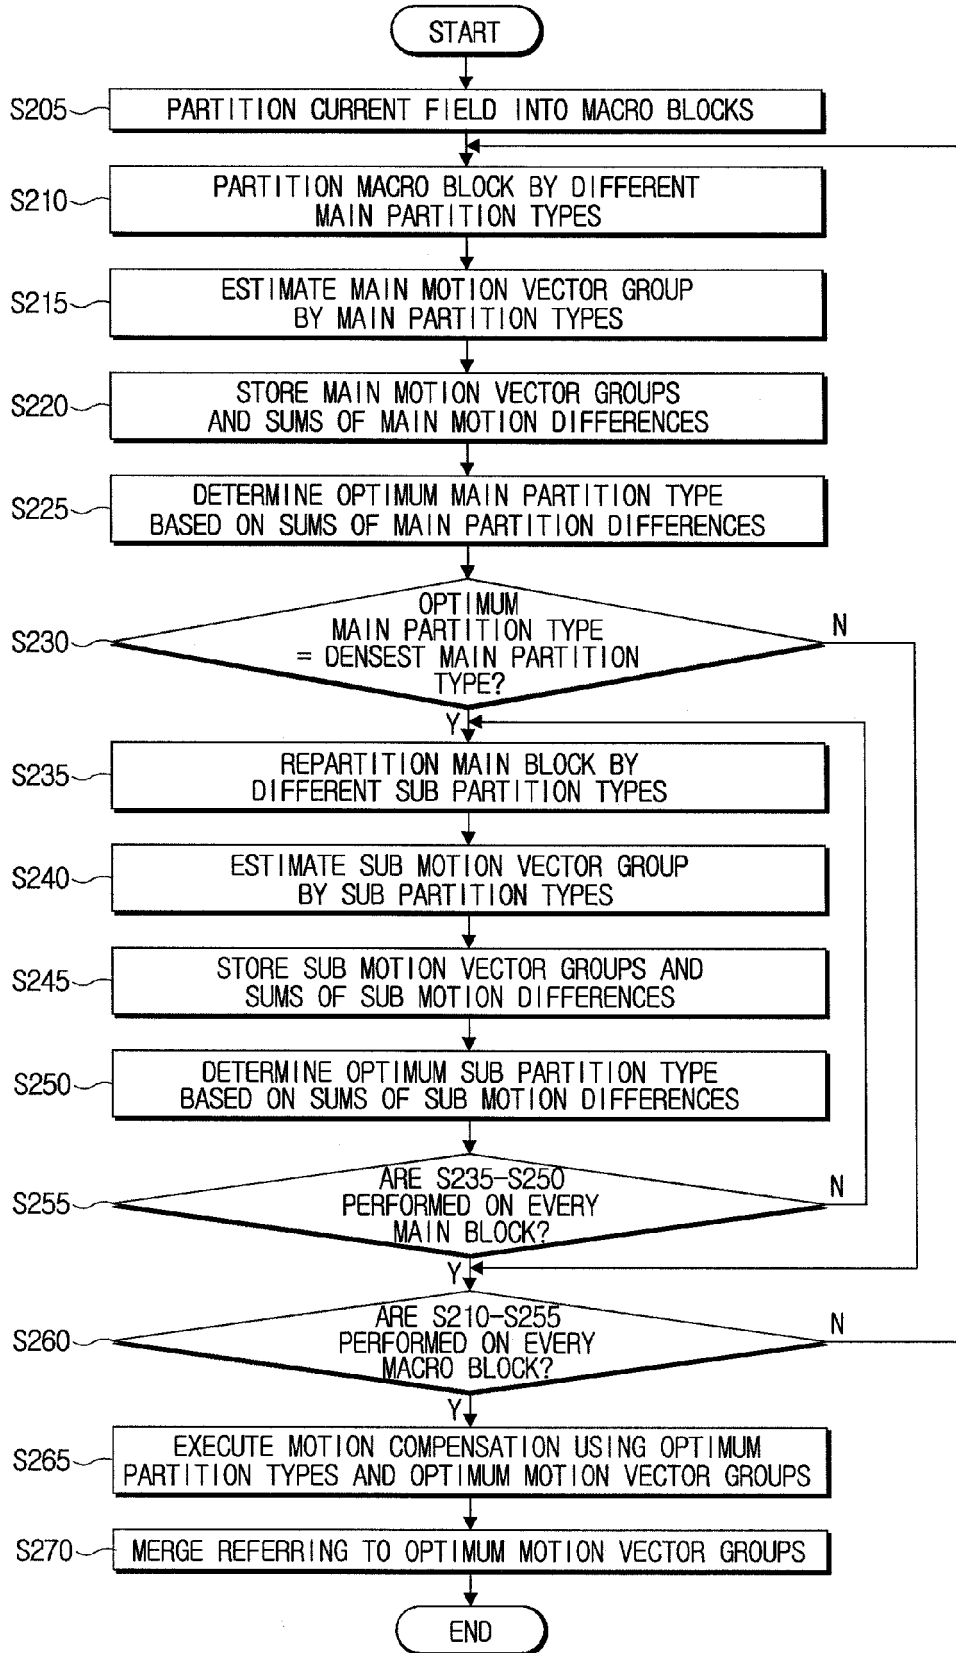 START
S205
PARTITION CURRENT FIELD INTO MACRO BLOCKS
S210
PARTITION MACRO BLOCK BY DIFFERENT
MAIN PARTITION TYPES
S215
ESTIMATE MAIN MOTION VECTOR GROUP
BY MAIN PARTITION TYPES
S220
STORE MAIN MOTION VECTOR GROUPS
AND SUMS OF MAIN MOTION DIFFERENCES
S225
DETERMINE OPTIMUM MAIN PARTITION TYPE
BASED ON SUMS OF MAIN PARTITION DIFFERENCES
S230
OPTIMUM
MAIN PARTITION TYPE
= DENSEST MAIN PARTITION
TYPE?
N
Y
S235
REPARTITION MAIN BLOCK BY
DIFFERENT SUB PARTITION TYPES
S240
ESTIMATE SUB MOTION VECTOR GROUP
BY SUB PARTITION TYPES
S245
STORE SUB MOTION VECTOR GROUPS AND
SUMS OF SUB MOTION DIFFERENCES
S250
DETERMINE OPTIMUM SUB PARTITION TYPE
BASED ON SUMS OF SUB MOTION DIFFERENCES
S255
ARE S235-S250
PERFORMED ON EVERY
MAIN BLOCK?
N
Y
S260
ARE S210-S255
PERFORMED ON EVERY
MACRO BLOCK?
N
Y
S265
EXECUTE MOTION COMPENSATION USING OPTIMUM
PARTITION TYPES AND OPTIMUM MOTION VECTOR GROUPS
S270
MERGE REFERRING TO OPTIMUM MOTION VECTOR GROUPS
END